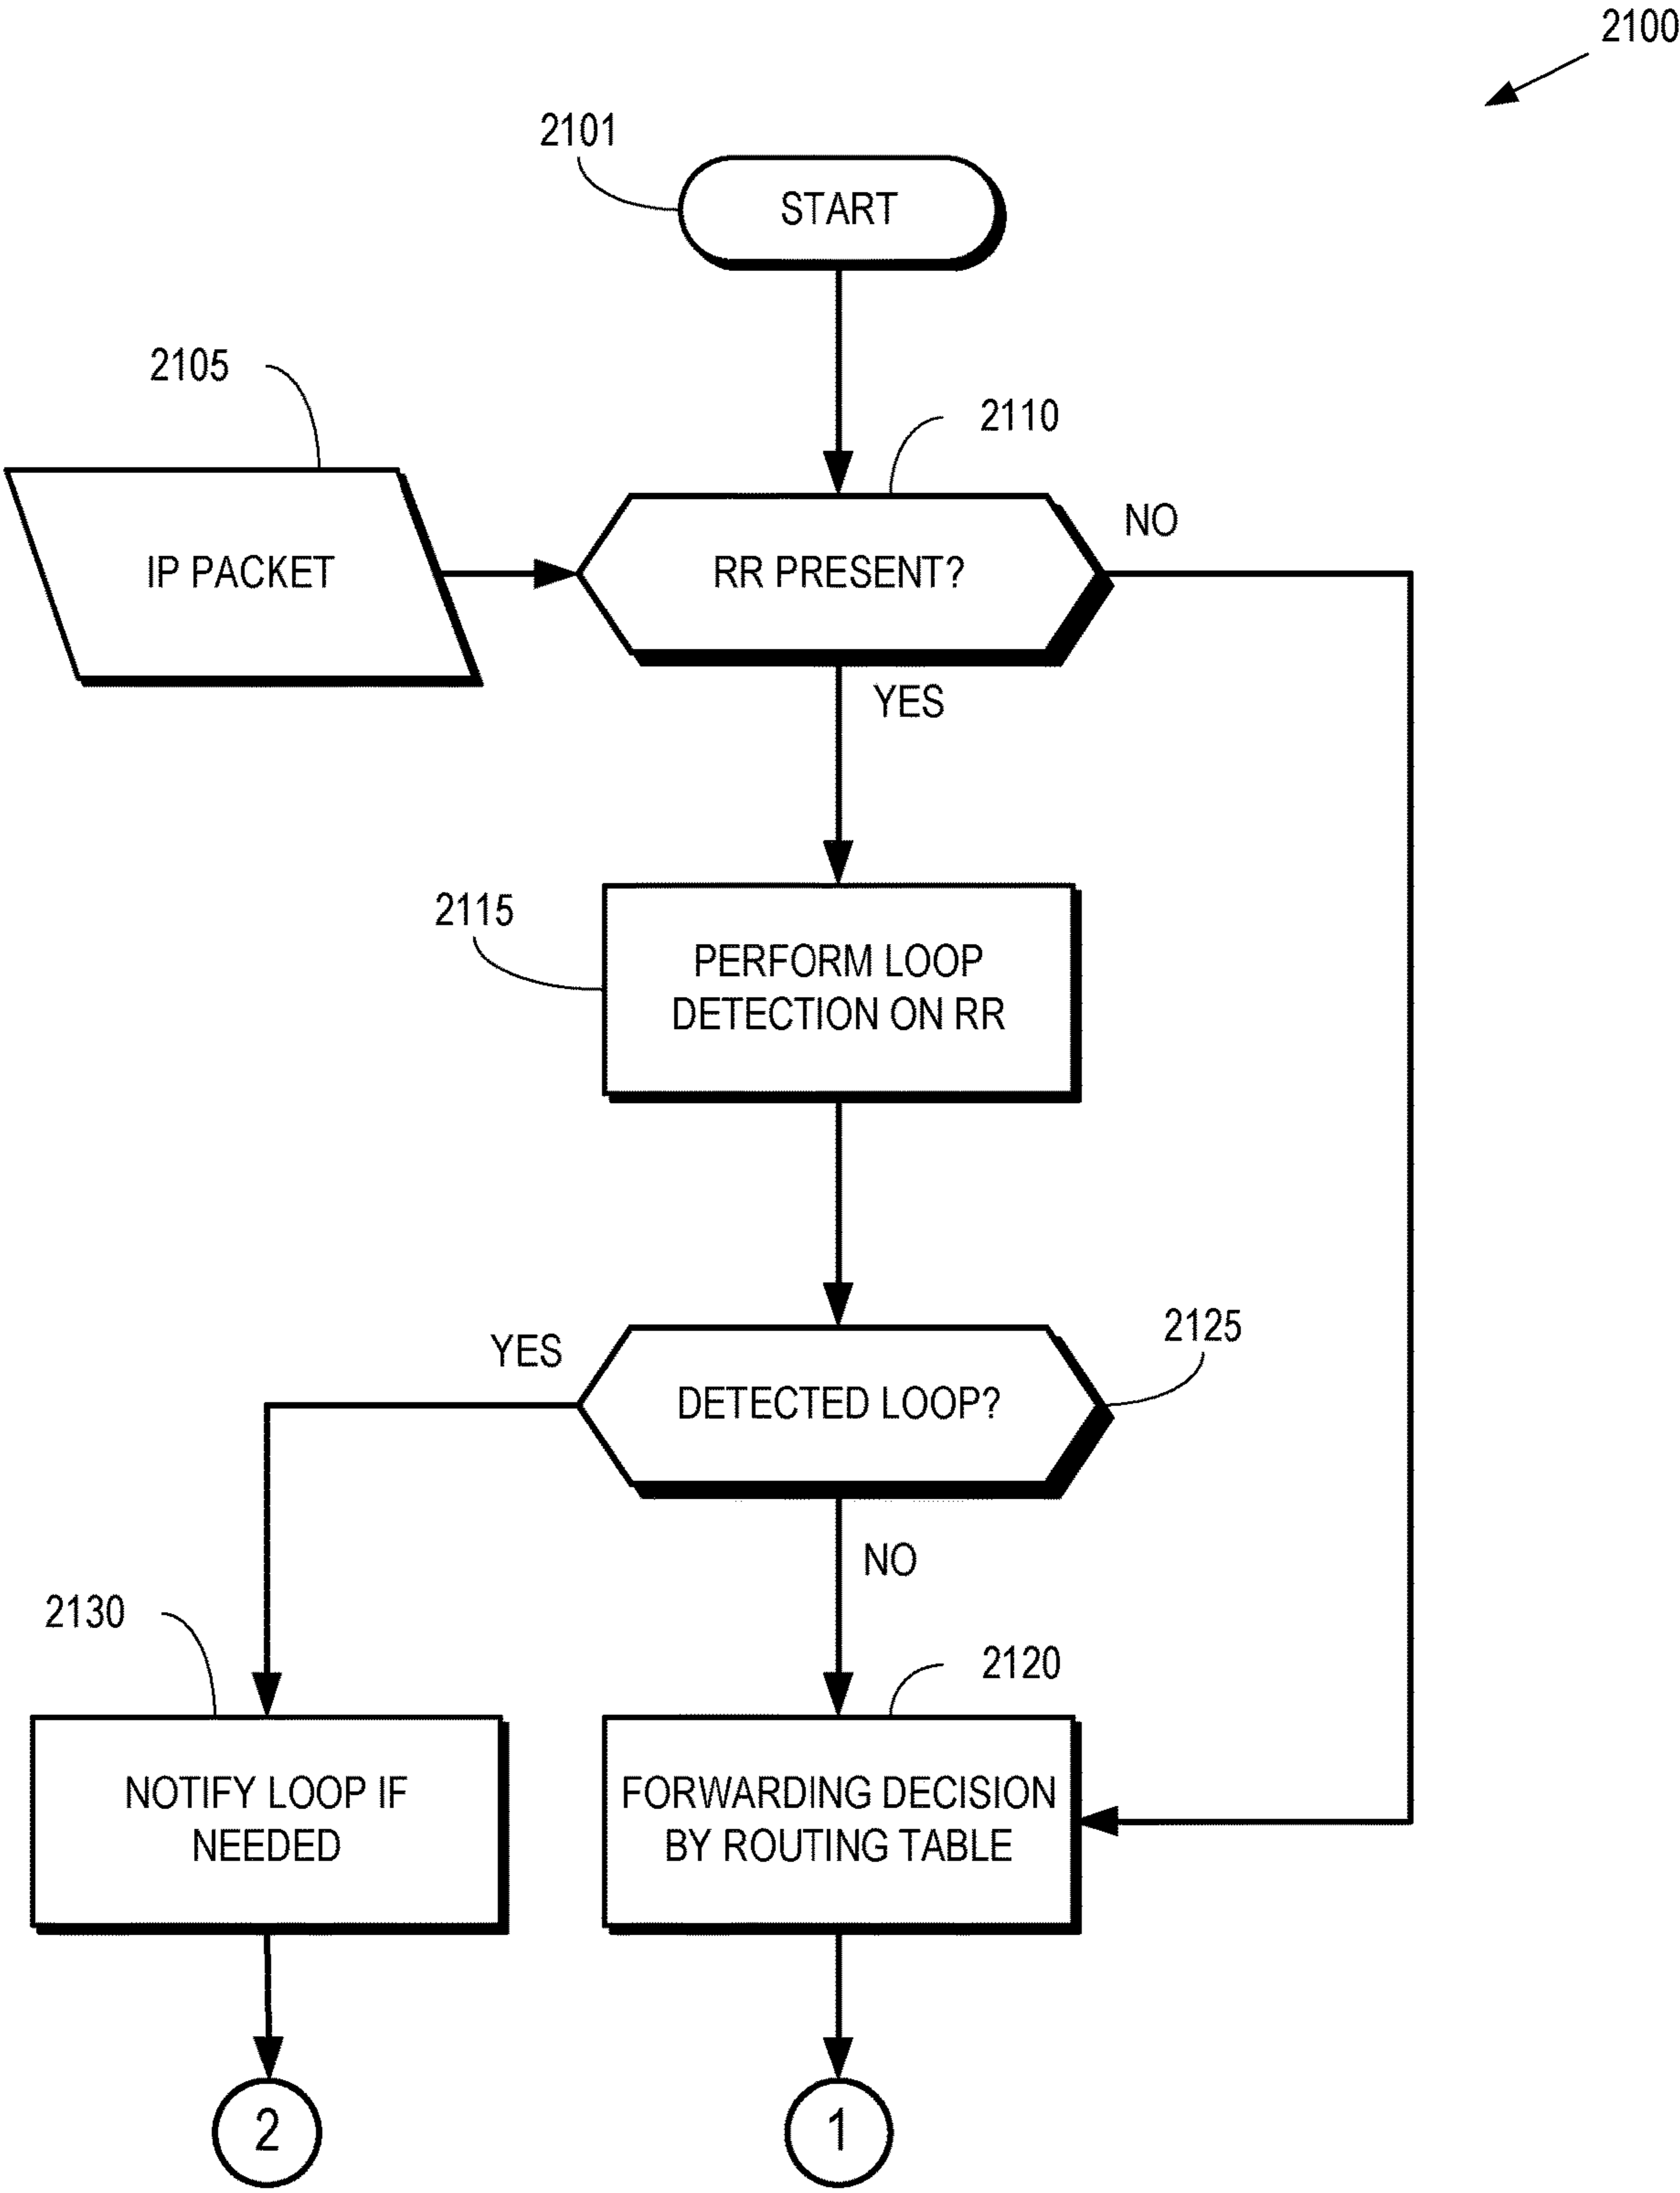 2100
2101
START
2105
2110
NO
IP PACKET
RR PRESENT?
YES
2115
PERFORM LOOP
DETECTION ON RR
YES
2125
DETECTED LOOP?
NO
2130
2120
NOTIFY LOOP IF
NEEDED
FORWARDING DECISION
BY ROUTING TABLE
2
1